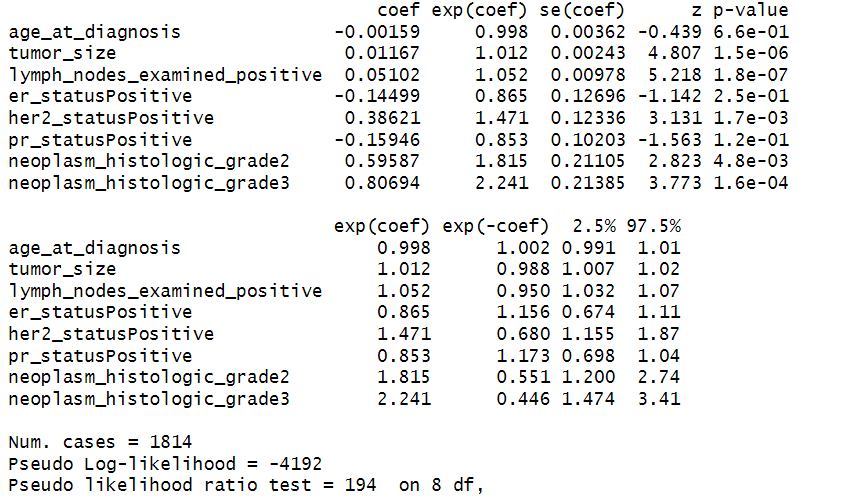 coef exp(coef) se(coef) z p-value
age_at_diagnosis -0.00159 0.998 0.00362 -0.439 6.6e-01
tumor_size 0.01167 1.012 0.00243 4.807 1.5e-06
lymph_nodes_examined_positive 0.05102 1.052 0.00978 5.218 1.8e-07
er_statusPositive -0.14499 0.865 0.12696 -1.142 2.5e-01
her2_statusPositive 0.38621 1.471 0.12336 3.131 1.7e-03
pr_statusPositive -0.15946 0.853 0.10203 -1.563 1.2e-01
neoplasm_histologic_grade2 0.59587 1.815 0.21105 2.823 4.8e-03
neoplasm_histologic_grade3 0.80694 2.241 0.21385 3.773 1.6e-04
exp(coef) exp(-coef) 2.5% 97.5%
age_at_diagnosis 0.998 1.002 0.991 1.01
tumor_size 1.012 0.988 1.007 1.02
lymph_nodes_examined_positive 1.052 0.950 1.032 1.07
er_statusPositive 0.865 1.156 0.674 1.11
her2_statusPositive 1.471 0.680 1.155 1.87
pr_statusPositive 0.853 1.173 0.698 1.04
neoplasm_histologic_grade2 1.815 0.551 1.200 2.74
neoplasm_histologic_grade3 2.241 0.446 1.474 3.41
Num. cases = 1814
Pseudo Log-likelihood = -4192
Pseudo likelihood ratio test = 194 on 8 df,